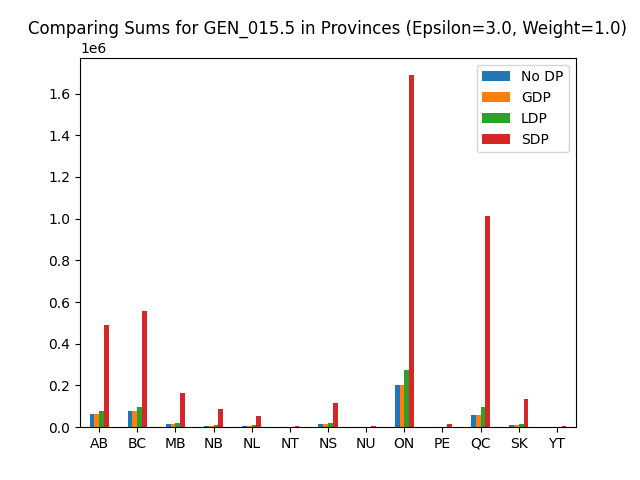 Comparing Sums for GEN_015.5 in Provinces (Epsilon=3.0, Weight=1.0)
1e6
No DP
GDP
LDP
SDP
1.6
1.4
1.2
1.0
0.8
0.6
0.4
0.2
0.0
AB BC MB NB NL NT NS NU ON PE QC SK YT